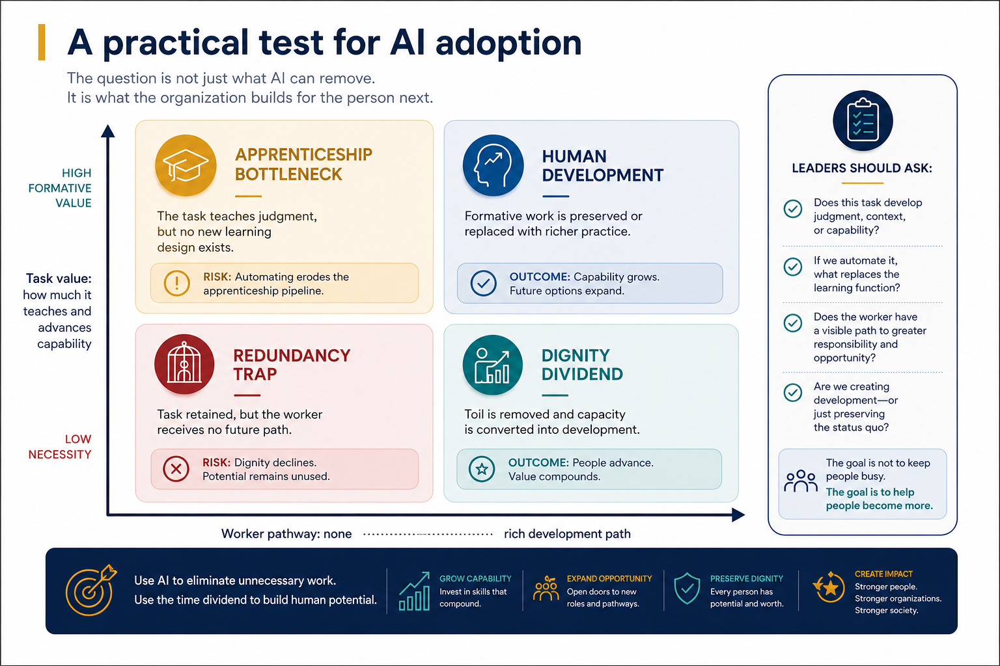 A practical test for AI adoption
The question is not just what AI can remove.
It is what the organization builds for the person next.
HIGH
FORMATIVE
VALUE
Task value:
how much it
teaches and
advances
capability
LOW
NECESSITY
APPRENTICESHIP
BOTTLENECK
The task teaches judgment,
but no new learning
design exists.
RISK: Automating erodes the
apprenticeship pipeline.
HUMAN
DEVELOPMENT
Formative work is preserved or
replaced with richer practice.
OUTCOME: Capability grows.
Future options expand.
REDUNDANCY
TRAP
Task retained, but the worker
receives no future path.
RISK: Dignity declines.
Potential remains unused.
DIGNITY
DIVIDEND
Toil is removed and capacity
is converted into development.
OUTCOME: People advance.
Value compounds.
Worker pathway: none ........................ rich development path
LEADERS SHOULD ASK:
Does this task develop
judgment, context,
or capability?
If we automate it,
what replaces the
learning function?
Does the worker have
a visible path to greater
responsibility and
opportunity?
Are we creating
development—or
just preserving
the status quo?
The goal is not to keep
people busy.
The goal is to help
people become more.
Use AI to eliminate unnecessary work.
Use the time dividend to build human potential.
GROW CAPABILITY
Invest in skills that
compound.
EXPAND OPPORTUNITY
Open doors to new
roles and pathways.
PRESERVE DIGNITY
Every person has
potential and worth.
CREATE IMPACT
Stronger people.
Stronger organizations.
Stronger society.